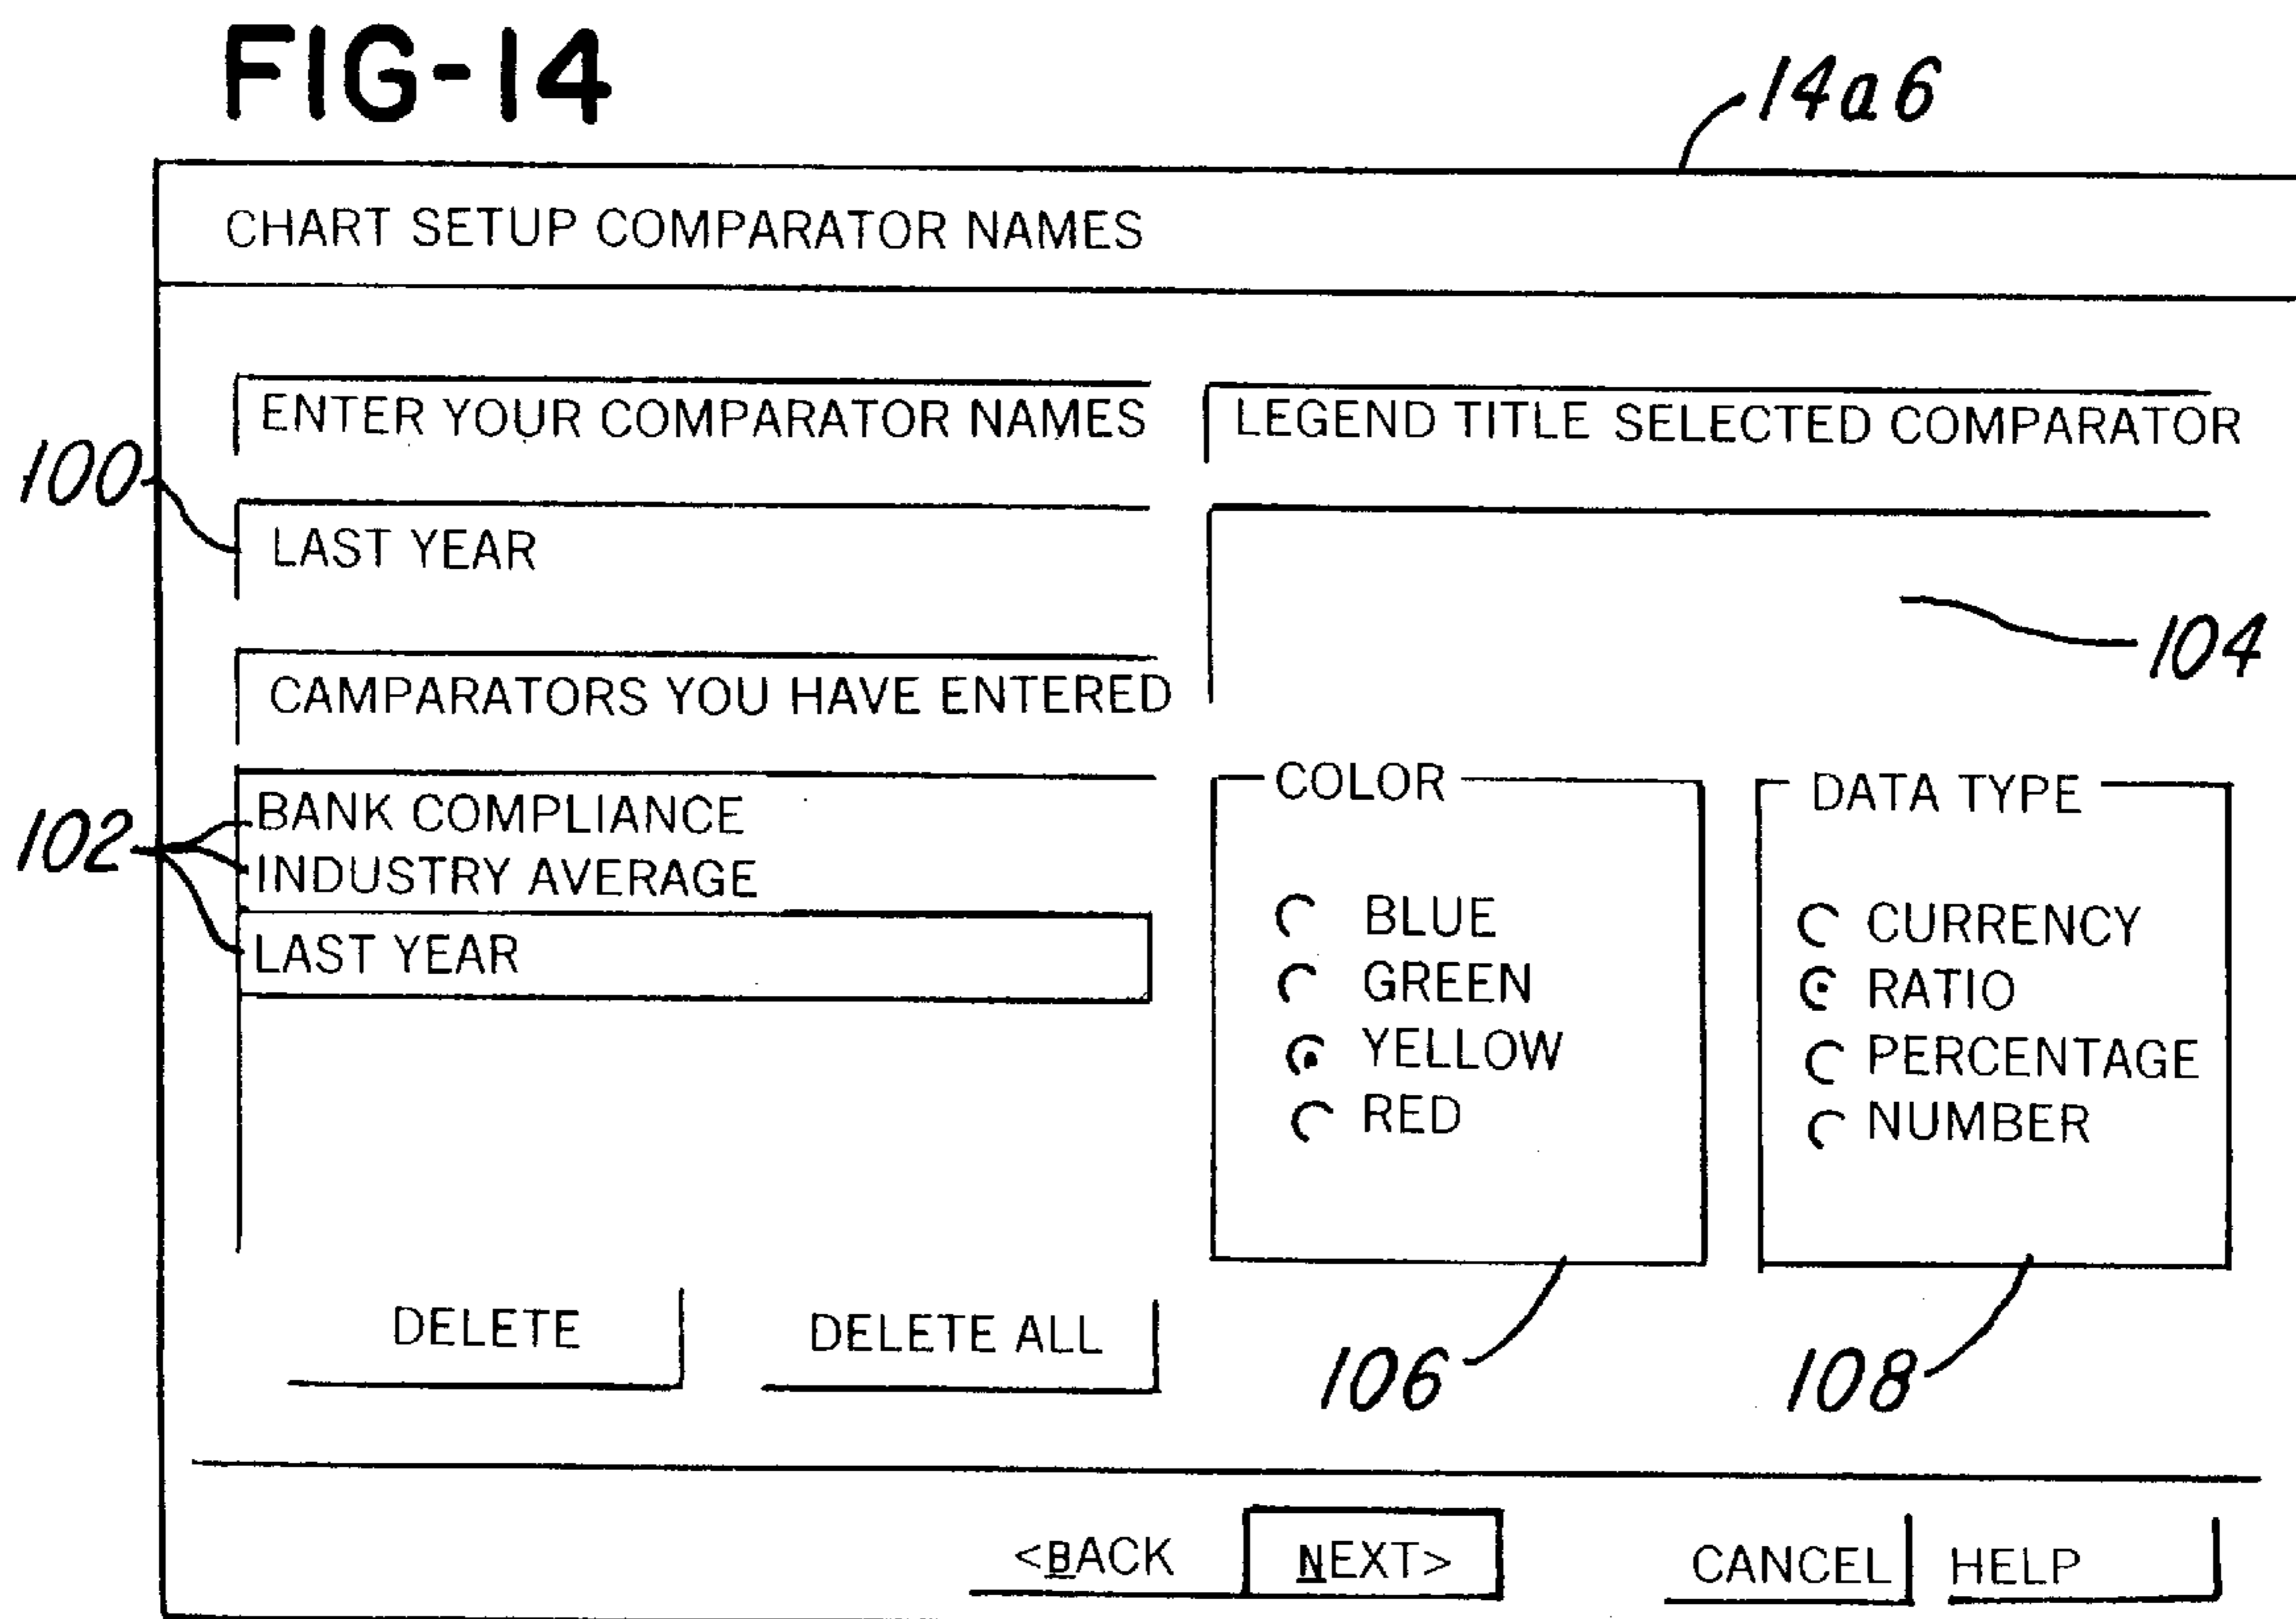 FIG-14
14a6
CHART SETUP COMPARATOR NAMES
ENTER YOUR COMPARATOR NAMES
LEGEND TITLE SELECTED COMPARATOR
100
LAST YEAR
104
CAMPARATORS YOU HAVE ENTERED
102
BANK COMPLIANCE
INDUSTRY AVERAGE
LAST YEAR
COLOR
BLUE
GREEN
YELLOW
RED
DATA TYPE
CURRENCY
RATIO
PERCENTAGE
NUMBER
DELETE
DELETE ALL
106
108
<BACK
NEXT>
CANCEL
HELP